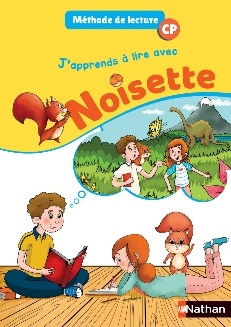 Méthode de lecture
CP
J'apprends à lire avec
Noisette
Nathan